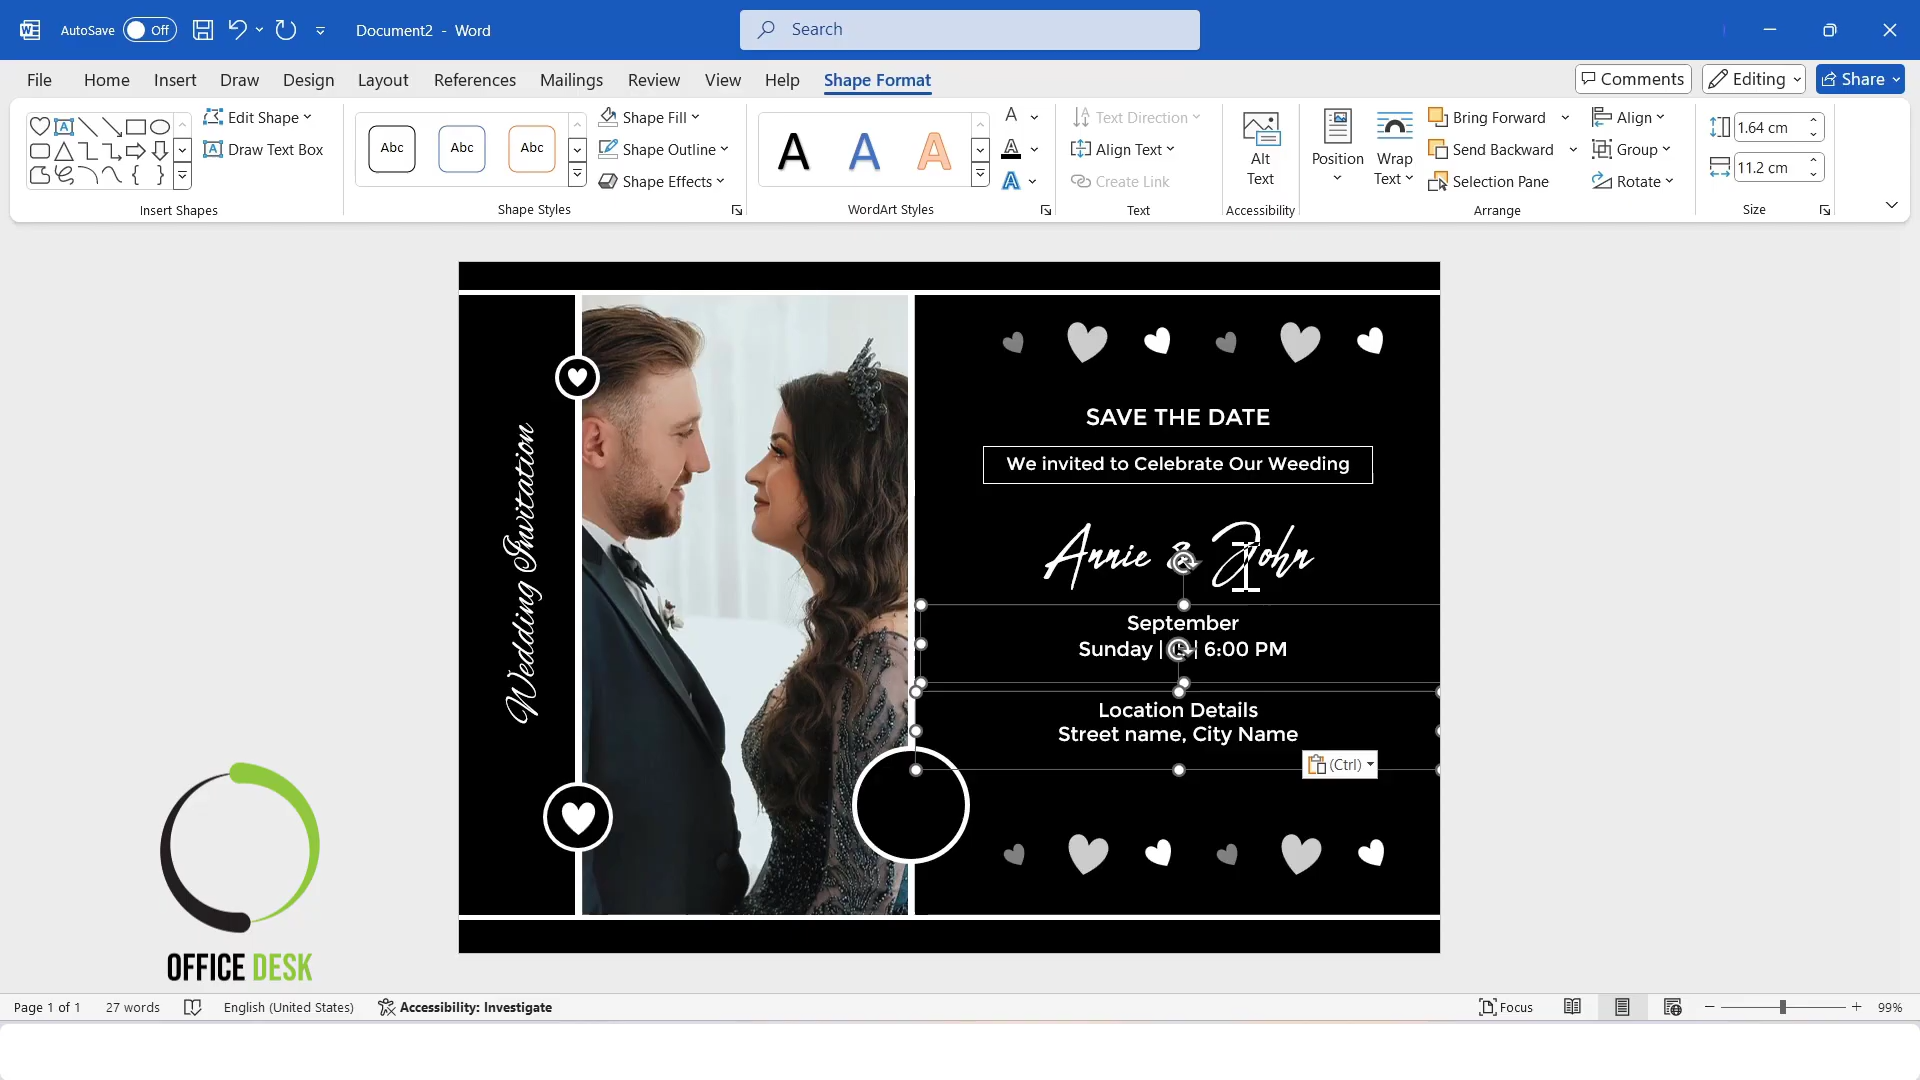 AutoSave Off Document2 - Word Search
File Home Insert Draw Design Layout References Mailings Review View Help Shape Format Comments Editing Share
Edit Shape
Draw Text Box
Insert Shapes
Abc Abc Abc
Shape Fill
Shape Outline
Shape Effects
Shape Styles
A A A
WordArt Styles
Text Direction
Align Text
Create Link
Text
Alt Text
Accessibility
Position
Wrap Text
Bring Forward
Send Backward
Selection Pane
Align
Group
Rotate
Arrange
1.64 cm
11.2 cm
Size
Wedding Invitation
SAVE THE DATE
We invited to Celebrate Our Weeding
Annie & John
September
Sunday | | 6:00 PM
Location Details
Street name, City Name
(Ctrl)
OFFICE DESK
Page 1 of 1 27 words English (United States) Accessibility: Investigate Focus 99%